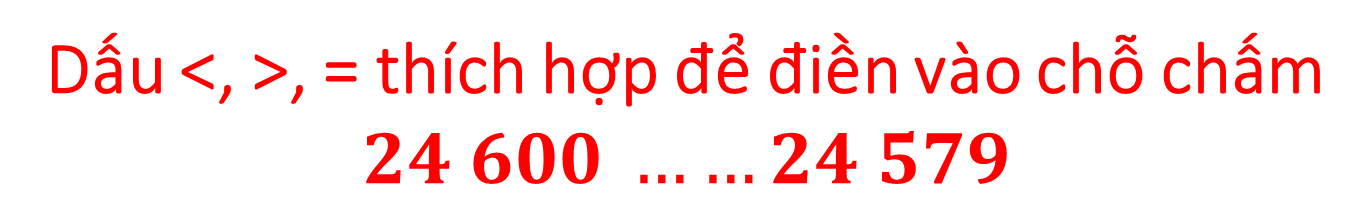 Dấu <, >, = thích hợp để điền vào chỗ chấm
24 600 … … 24 579